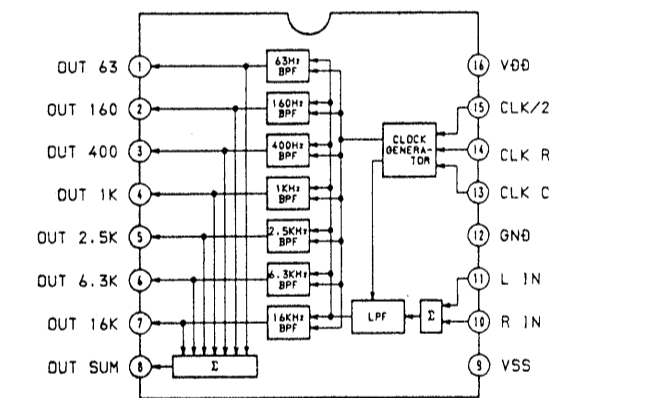 OUT 63
1
63Hz
BPF
16
VDD
OUT 160
2
160Hz
BPF
15
CLK/2
OUT 400
3
400Hz
BPF
CLOCK
GENERA-
TOR
14
CLK R
OUT 1K
4
1KHz
BPF
13
CLK C
OUT 2.5K
5
2.5KHz
BPF
12
GND
OUT 6.3K
6
6.3KHz
BPF
11
L IN
OUT 16K
7
16KHz
BPF
LPF
Σ
10
R IN
OUT SUM
8
Σ
9
VSS